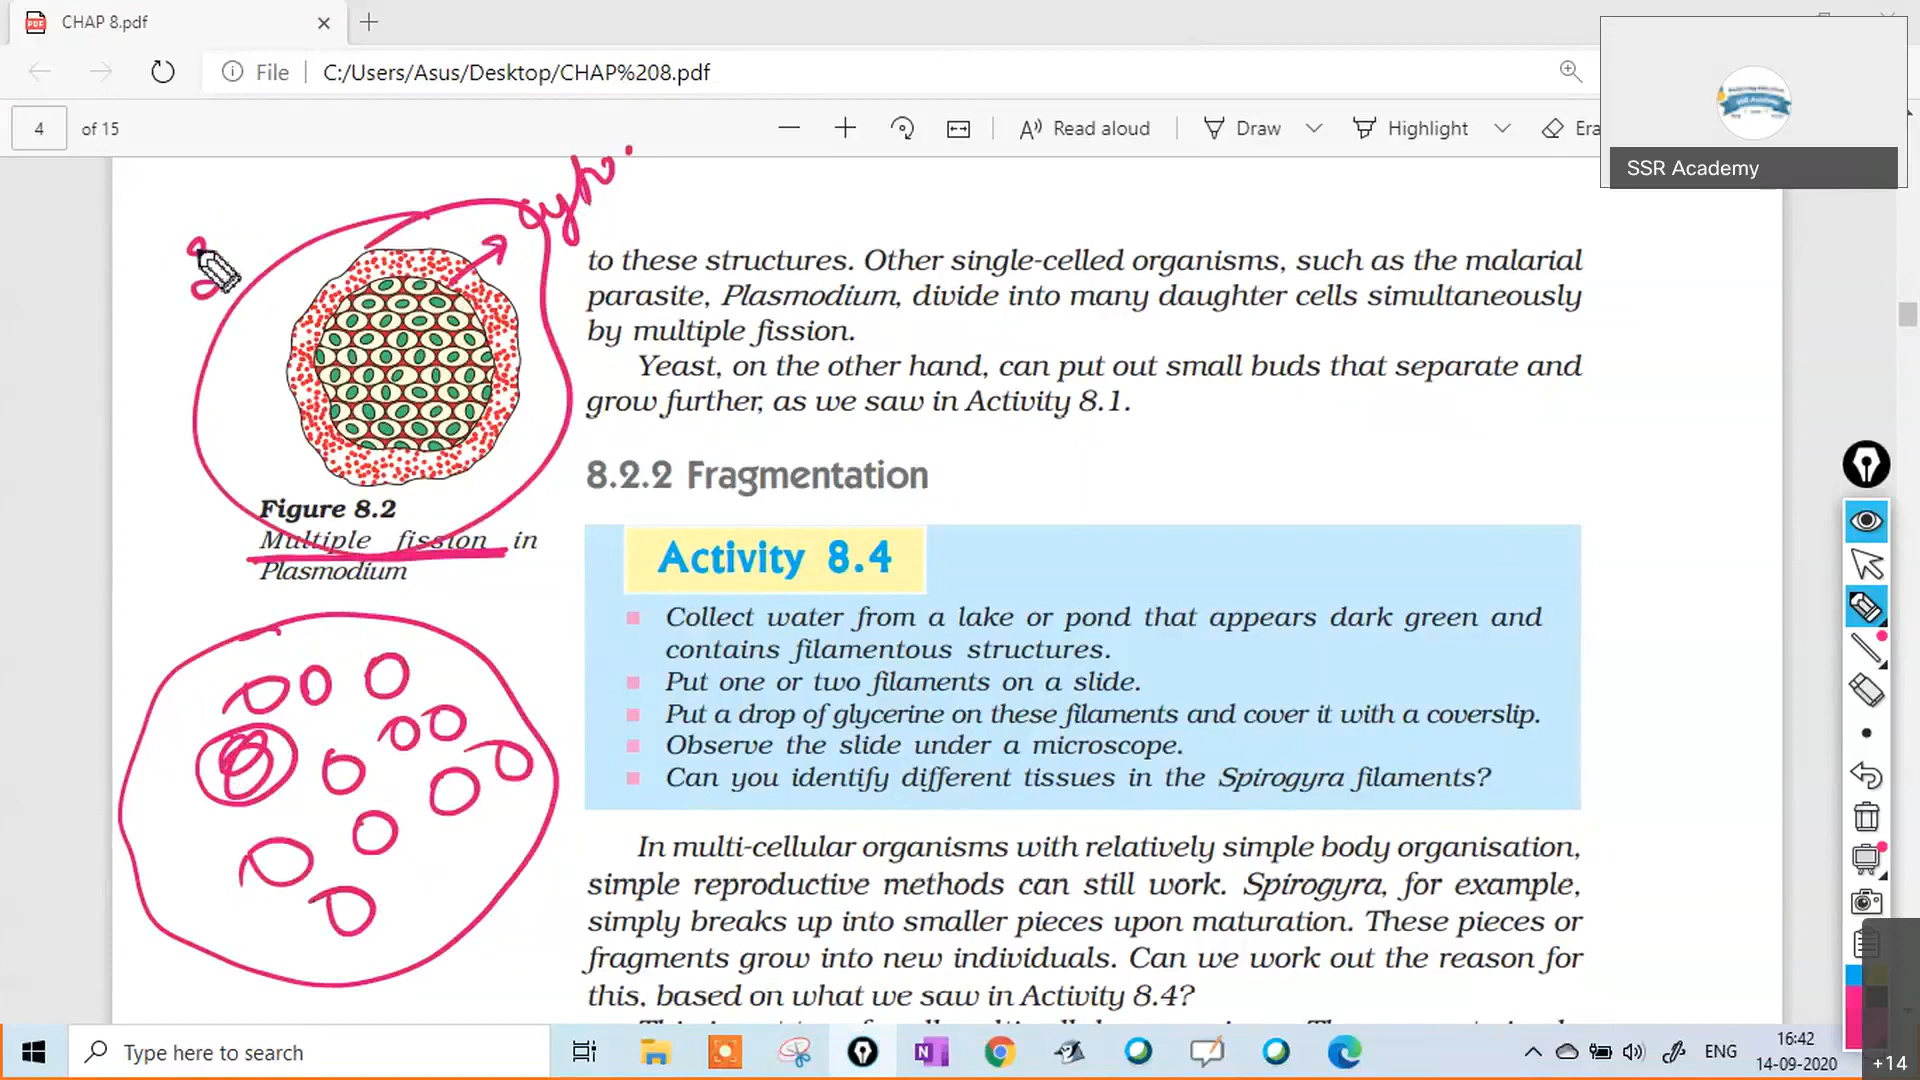 CHAP 8.pdf
File
C:/Users/Asus/Desktop/CHAP%208.pdf
4 of 15
Read aloud
Draw
Highlight
Era
SSR Academy
to these structures. Other single-celled organisms, such as the malarial
parasite, Plasmodium, divide into many daughter cells simultaneously
by multiple fission.
Yeast, on the other hand, can put out small buds that separate and
grow further, as we saw in Activity 8.1.
Figure 8.2
Multiple fission in
Plasmodium
8.2.2 Fragmentation
Activity 8.4
Collect water from a lake or pond that appears dark green and
contains filamentous structures.
Put one or two filaments on a slide.
Put a drop of glycerine on these filaments and cover it with a coverslip.
Observe the slide under a microscope.
Can you identify different tissues in the Spirogyra filaments?
In multi-cellular organisms with relatively simple body organisation,
simple reproductive methods can still work. Spirogyra, for example,
simply breaks up into smaller pieces upon maturation. These pieces or
fragments grow into new individuals. Can we work out the reason for
this, based on what we saw in Activity 8.4?
Type here to search
ENG
16:42
14-09-2020
+14